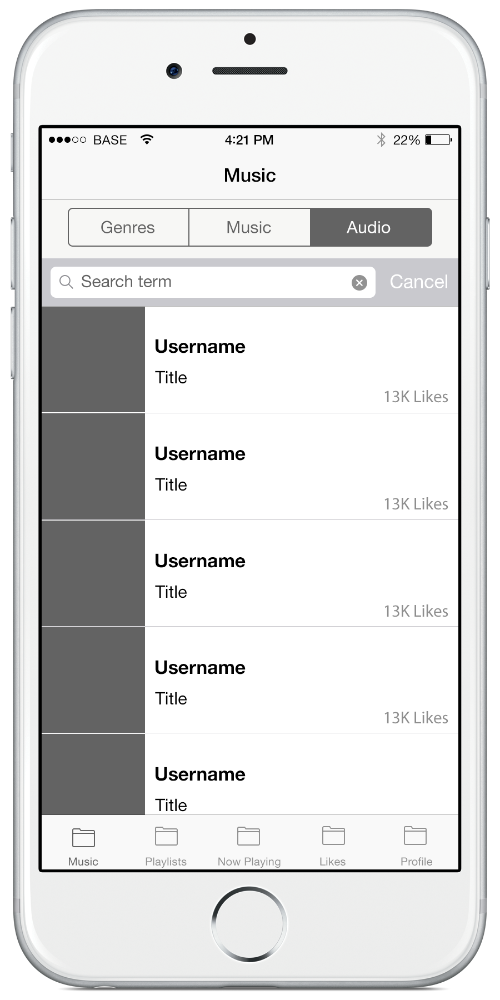 BASE 4:21 PM 22%
Music
Genres Music Audio
Search term Cancel
Username
Title
13K Likes
Username
Title
13K Likes
Username
Title
13K Likes
Username
Title
13K Likes
Username
Title
Music Playlists Now Playing Likes Profile